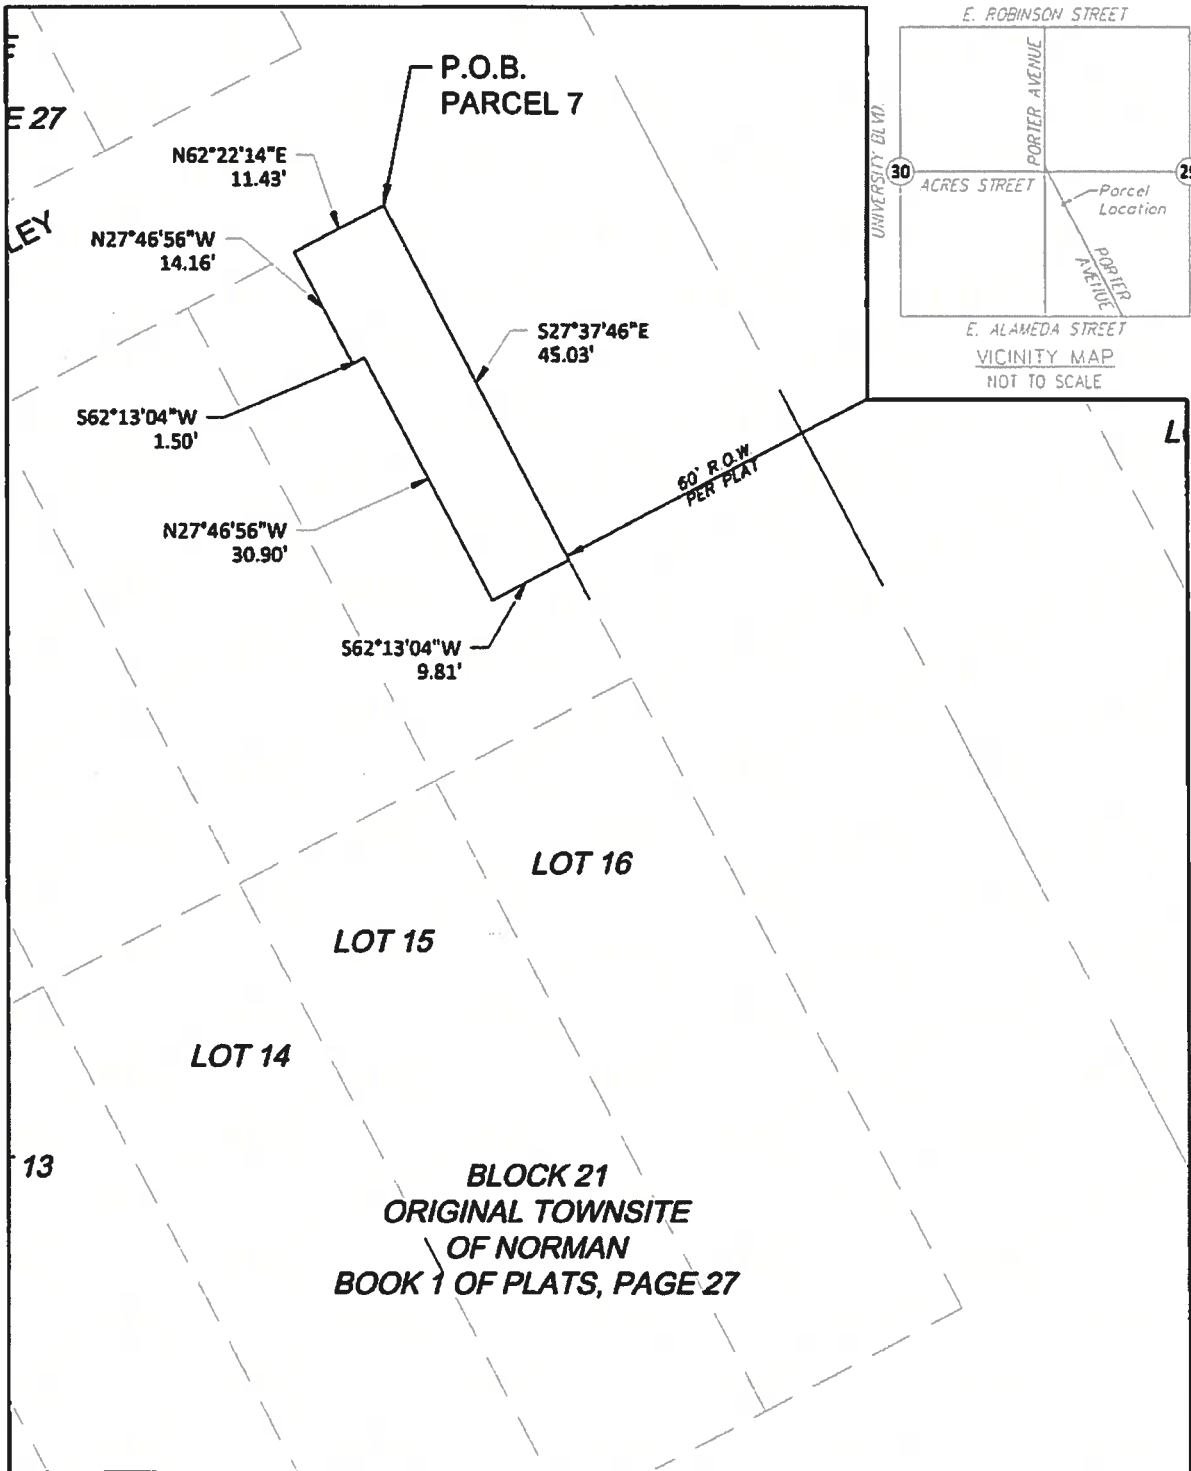 E
E 27
LEY
P.O.B.
PARCEL 7
N62°22'14"E
11.43'
N27°46'56"W
14.16'
S27°37'46"E
45.03'
S62°13'04"W
1.50'
N27°46'56"W
30.90'
S62°13'04"W
9.81'
60' R.O.W.
PER PLAT
E. ROBINSON STREET
PORTER AVENUE
UNIVERSITY BLVD.
30
ACRES STREET
Parcel
Location
PORTER
AVENUE
E. ALAMEDA STREET
VICINITY MAP
NOT TO SCALE
LOT 16
LOT 15
LOT 14
13
BLOCK 21
ORIGINAL TOWNSITE
OF NORMAN
BOOK 1 OF PLATS, PAGE 27